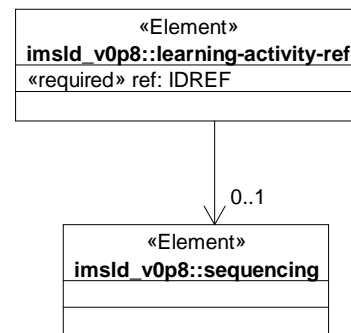 «Element»
imsld_v0p8::learning-activity-ref
«required» ref: IDREF
0..1
«Element»
imsld_v0p8::sequencing